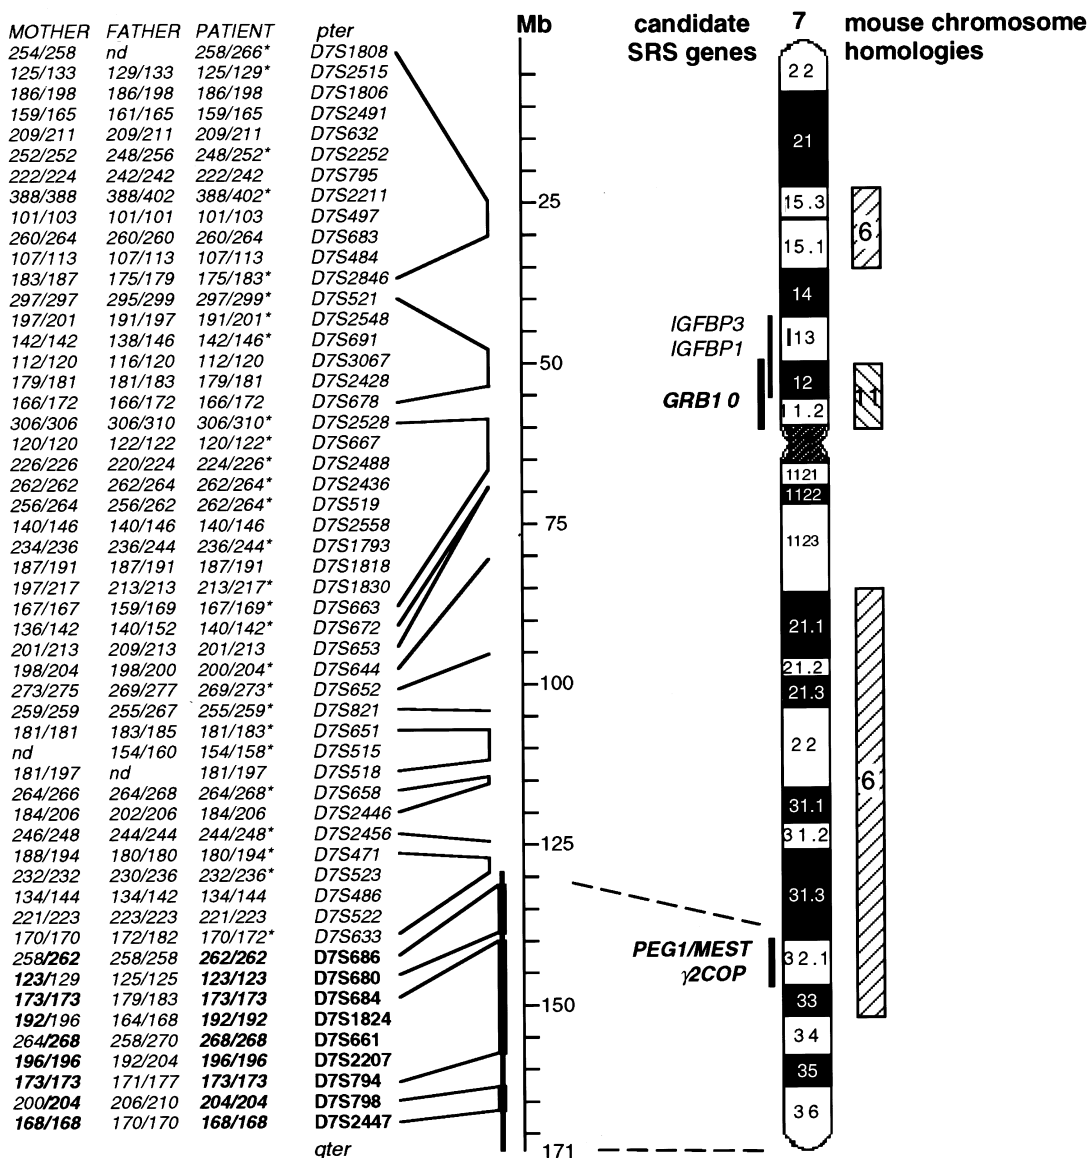 MOTHER FATHER PATIENT pter
254/258 nd 258/266* D7S1808
125/133 129/133 125/129* D7S2515
186/198 186/198 186/198 D7S1806
159/165 161/165 159/165 D7S2491
209/211 209/211 209/211 D7S632
252/252 248/256 248/252* D7S2252
222/224 242/242 222/242 D7S795
388/388 388/402 388/402* D7S2211
101/103 101/101 101/103 D7S497
260/264 260/260 260/264 D7S683
107/113 107/113 107/113 D7S484
183/187 175/179 175/183* D7S2846
297/297 295/299 297/299* D7S521
197/201 191/197 191/201* D7S2548
142/142 138/146 142/146* D7S691
112/120 116/120 112/120 D7S3067
179/181 181/183 179/181 D7S2428
166/172 166/172 166/172 D7S678
306/306 306/310 306/310* D7S2528
120/120 122/122 120/122* D7S667
226/226 220/224 224/226* D7S2488
262/262 262/264 262/264* D7S2436
256/264 256/262 262/264* D7S519
140/146 140/146 140/146 D7S2558
234/236 236/244 236/244* D7S1793
187/191 187/191 187/191 D7S1818
197/217 213/213 213/217* D7S1830
167/167 159/169 167/169* D7S663
136/142 140/152 140/142* D7S672
201/213 209/213 201/213 D7S653
198/204 198/200 200/204* D7S644
273/275 269/277 269/273* D7S652
259/259 255/267 255/259* D7S821
181/181 183/185 181/183* D7S651
nd 154/160 154/158* D7S515
181/197 nd 181/197 D7S518
264/266 264/268 264/268* D7S658
184/206 202/206 184/206 D7S2446
246/248 244/244 244/248* D7S2456
188/194 180/180 180/194* D7S471
232/232 230/236 232/236* D7S523
134/144 134/142 134/144 D7S486
221/223 223/223 221/223 D7S522
170/170 172/182 170/172* D7S633
258/262 258/258 262/262 D7S686
123/129 125/125 123/123 D7S680
173/173 179/183 173/173 D7S684
192/196 164/168 192/192 D7S1824
264/268 258/270 268/268 D7S661
196/196 192/204 196/196 D7S2207
173/173 171/177 173/173 D7S794
200/204 206/210 204/204 D7S798
168/168 170/170 168/168 D7S2447
qter
Mb
25
50
75
100
125
150
171
candidate
SRS genes
IGFBP3
IGFBP1
GRB10
PEG1/MEST
γ2COP
7
22
21
15.3
15.1
14
13
12
11.2
1121
1122
1123
21.1
21.2
21.3
22
31.1
31.2
31.3
32.1
33
34
35
36
mouse chromosome
homologies
6
11
6